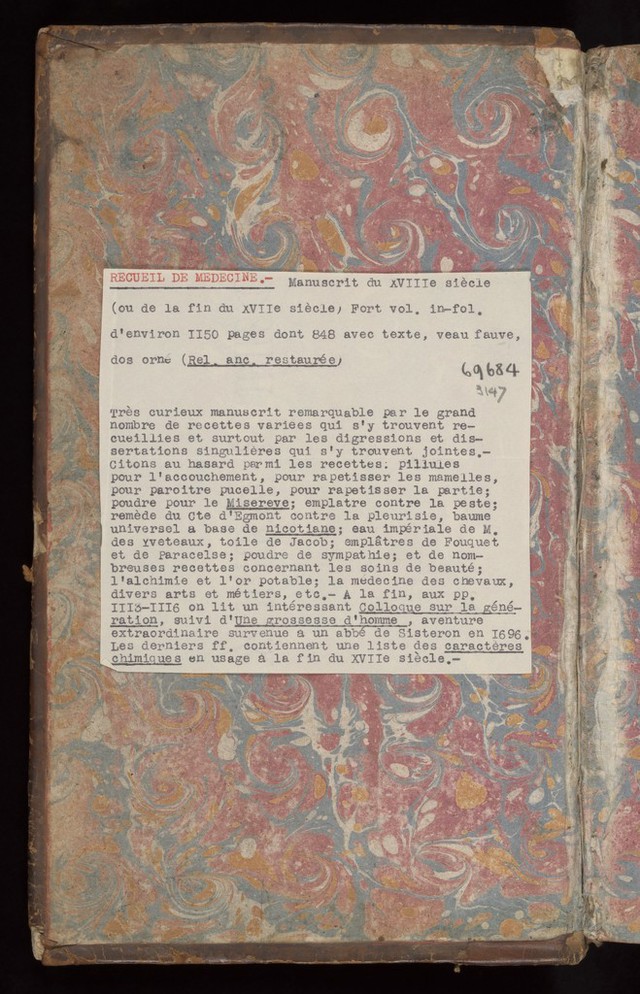 RECUEIL DE MEDECINE.- Manuscrit du XVIIIe siècle
(ou de la fin du XVIIe siècle) Fort vol. in-fol.
d'environ II50 pages dont 848 avec texte, veau fauve,
dos orné (Rel. anc. restaurée)
69684
3147
Très curieux manuscrit remarquable par le grand
nombre de recettes variées qui s'y trouvent re-
cueillies et surtout par les digressions et dis-
sertations singulières qui s'y trouvent jointes.-
Citons au hasard parmi les recettes: pillules
pour l'accouchement, pour rapetisser les mamelles,
pour paroitre pucelle, pour rapetisser la partie;
poudre pour le Misereve; emplatre contre la peste;
remède du Cte d'Egmont contre la pleurisie, baume
universel a base de nicotiane; eau impériale de M.
des Yveteaux, toile de Jacob; emplâtres de Fouquet
et de Paracelse; poudre de sympathie; et de nom-
breuses recettes concernant les soins de beauté;
l'alchimie et l'or potable; la médecine des chevaux,
divers arts et métiers, etc.- A la fin, aux pp.
III3-III6 on lit un intéressant Colloque sur la géné-
ration, suivi d'Une grossesse d'homme , aventure
extraordinaire survenue a un abbé de Sisteron en I696.
Les derniers ff. contiennent une liste des caractères
chimiques en usage à la fin du XVIIe siècle.-